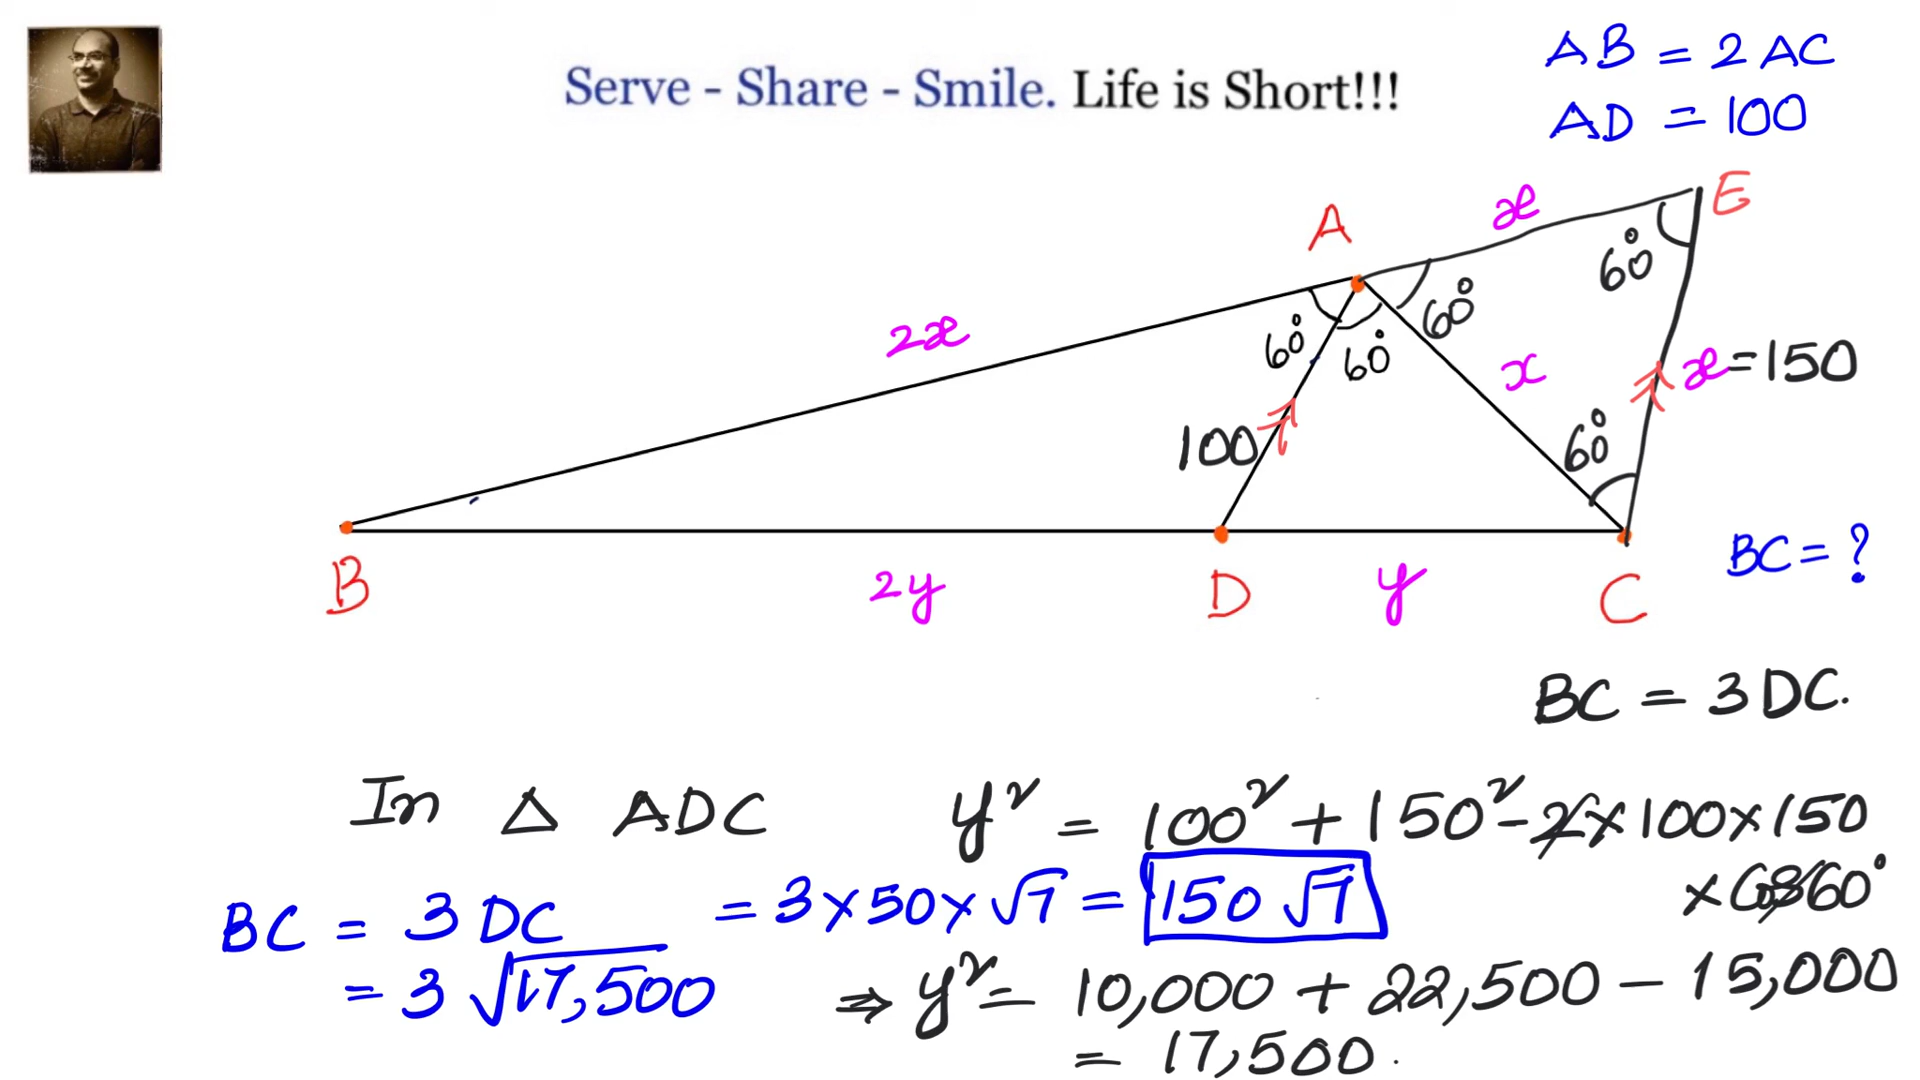 Serve - Share - Smile. Life is Short!!!
AB = 2 AC
AD = 100
A
x
E
60°
60°
2x
60°
60°
x
x = 150
100
60°
B
2y
D
y
C
BC = ?
BC = 3 DC.
In Δ ADC
y² = 100² + 150² - 2 × 100 × 150
× Cos 60°
BC = 3 DC = 3 × 50 × √7 = 150 √7
= 3 √17,500
⇒ y² = 10,000 + 22,500 - 15,000
= 17,500.